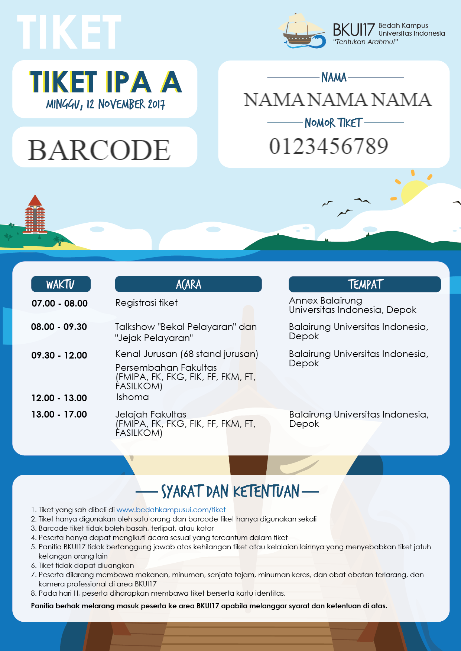 TIKET
BKUI17 Bedah Kampus
Universitas Indonesia
"Tentukan Arahmu!"
TIKET IPA A
MINGGU, 12 NOVEMBER 2017
BARCODE
NAMA
NAMA NAMA NAMA
NOMOR TIKET
0123456789
WAKTU ACARA TEMPAT
07.00 - 08.00 Registrasi tiket Annex Balairung
Universitas Indonesia, Depok
08.00 - 09.30 Talkshow "Bekal Pelayaran" dan Balairung Universitas Indonesia,
"Jejak Pelayaran" Depok
09.30 - 12.00 Kenal Jurusan (68 stand jurusan) Balairung Universitas Indonesia,
Depok
Persembahan Fakultas
(FMIPA, FK, FKG, FIK, FF, FKM, FT,
FASILKOM)
12.00 - 13.00 Ishoma
13.00 - 17.00 Jelajah Fakultas Balairung Universitas Indonesia,
(FMIPA, FK, FKG, FIK, FF, FKM, FT, Depok
FASILKOM)
SYARAT DAN KETENTUAN
1. Tiket yang sah dibeli di www.bedahkampusui.com/tiket
2. Tiket hanya digunakan oleh satu orang dan barcode tiket hanya digunakan sekali
3. Barcode tiket tidak boleh basah, terlipat, atau kotor
4. Peserta hanya dapat mengikuti acara sesuai yang tercantum dalam tiket
5. Panitia BKUI17 tidak bertanggung jawab atas kehilangan tiket atau kelalaian lainnya yang menyebabkan tiket jatuh
ketangan orang lain
6. Tiket tidak dapat diuangkan
7. Peserta dilarang membawa makanan, minuman, senjata tajam, minuman keras, dan obat obatan terlarang, dan
kamera profesional di area BKUI17
8. Pada hari H, peserta diharapkan membawa tiket berserta kartu identitas.
Panitia berhak melarang masuk peserta ke area BKUI17 apabila melanggar syarat dan ketentuan di atas.